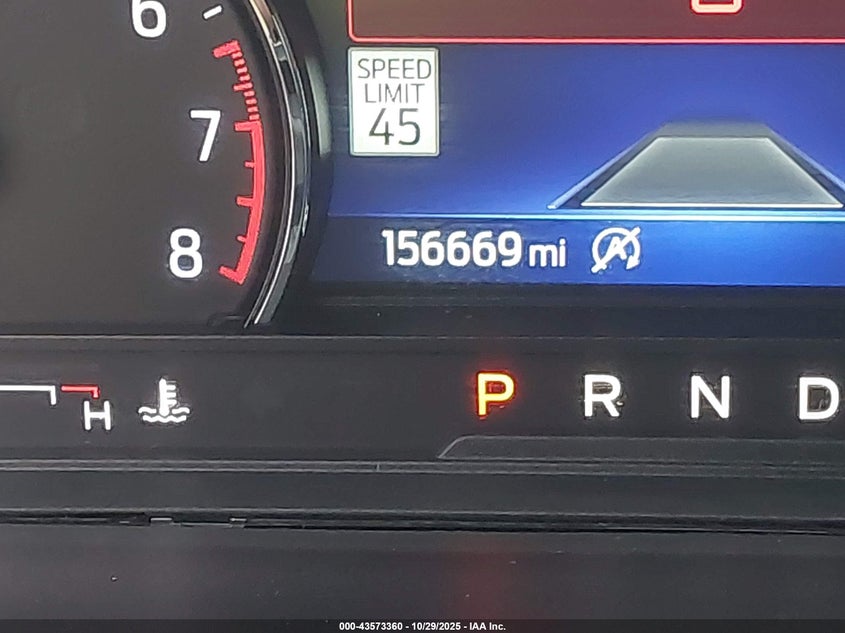 6
SPEED
LIMIT
45
7
8
156669 mi
A
H
P R N D
000-43573360 - 10/29/2025 - IAA Inc.